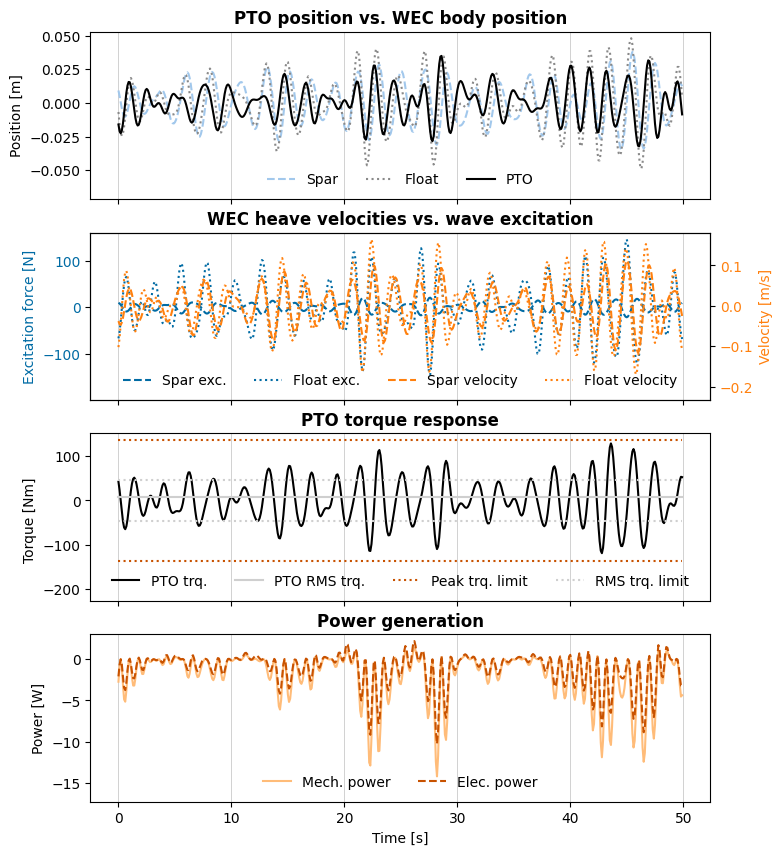 PTO position vs. WEC body position
0.050
0.025
0.000
−0.025
−0.050
Position [m]
Spar Float PTO
WEC heave velocities vs. wave excitation
100
0
−100
Excitation force [N]
0.1
0.0
−0.1
−0.2
Velocity [m/s]
Spar exc. Float exc. Spar velocity Float velocity
PTO torque response
100
0
−100
−200
Torque [Nm]
PTO trq. PTO RMS trq. Peak trq. limit RMS trq. limit
Power generation
0
−5
−10
−15
Power [W]
Mech. power Elec. power
0 10 20 30 40 50
Time [s]